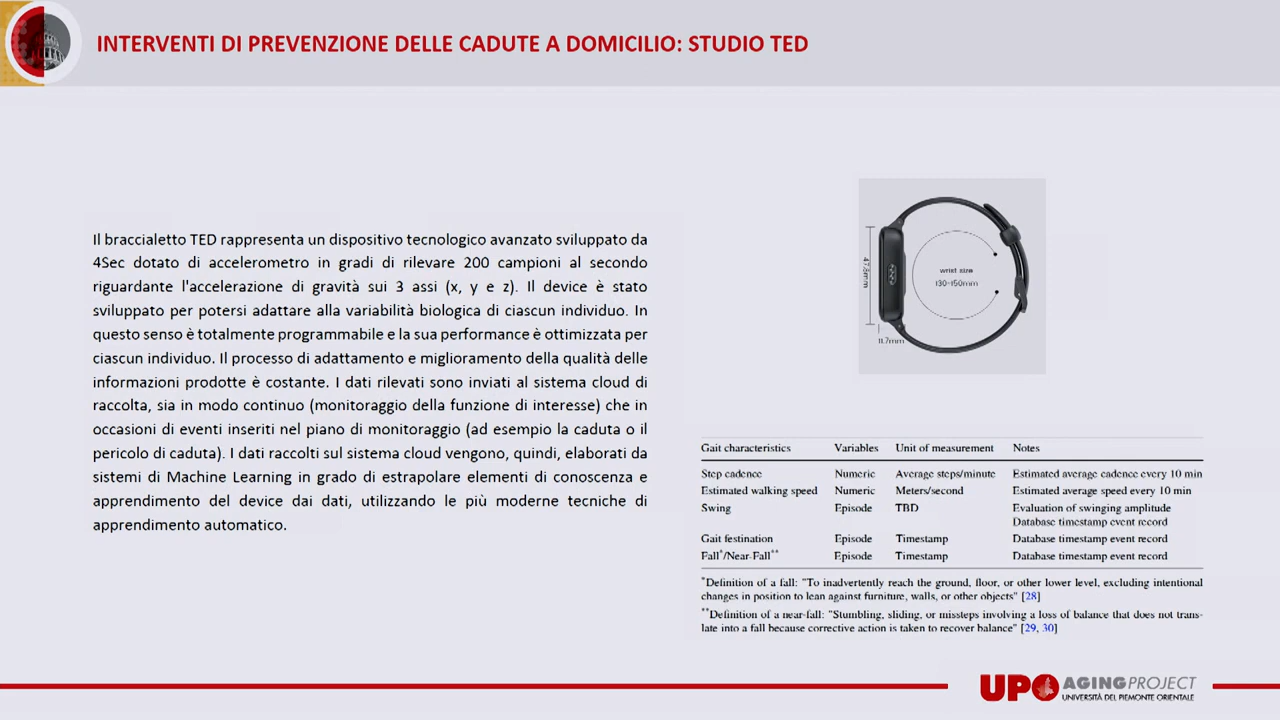 INTERVENTI DI PREVENZIONE DELLE CADUTE A DOMICILIO: STUDIO TED
Il braccialetto TED rappresenta un dispositivo tecnologico avanzato sviluppato da
4Sec dotato di accelerometro in gradi di rilevare 200 campioni al secondo
riguardante l'accelerazione di gravità sui 3 assi (x, y e z). Il device è stato
sviluppato per potersi adattare alla variabilità biologica di ciascun individuo. In
questo senso è totalmente programmabile e la sua performance è ottimizzata per
ciascun individuo. Il processo di adattamento e miglioramento della qualità delle
informazioni prodotte è costante. I dati rilevati sono inviati al sistema cloud di
raccolta, sia in modo continuo (monitoraggio della funzione di interesse) che in
occasioni di eventi inseriti nel piano di monitoraggio (ad esempio la caduta o il
pericolo di caduta). I dati raccolti sul sistema cloud vengono, quindi, elaborati da
sistemi di Machine Learning in grado di estrapolare elementi di conoscenza e
apprendimento del device dai dati, utilizzando le più moderne tecniche di
apprendimento automatico.
wrist size
130-150mm
11.7mm
Gait characteristics Variables Unit of measurement Notes
Step cadence Numeric Average steps/minute Estimated average cadence every 10 min
Estimated walking speed Numeric Meters/second Estimated average speed every 10 min
Swing Episode TBD Evaluation of swinging amplitude
Database timestamp event record
Gait festination Episode Timestamp Database timestamp event record
Fall*/Near-Fall** Episode Timestamp Database timestamp event record
*Definition of a fall: "To inadvertently reach the ground, floor, or other lower level, excluding intentional
changes in position to lean against furniture, walls, or other objects" [28]
**Definition of a near-fall: "Stumbling, sliding, or missteps involving a loss of balance that does not trans-
late into a fall because corrective action is taken to recover balance" [29, 30]
UPO AGINGPROJECT
UNIVERSITÀ DEL PIEMONTE ORIENTALE